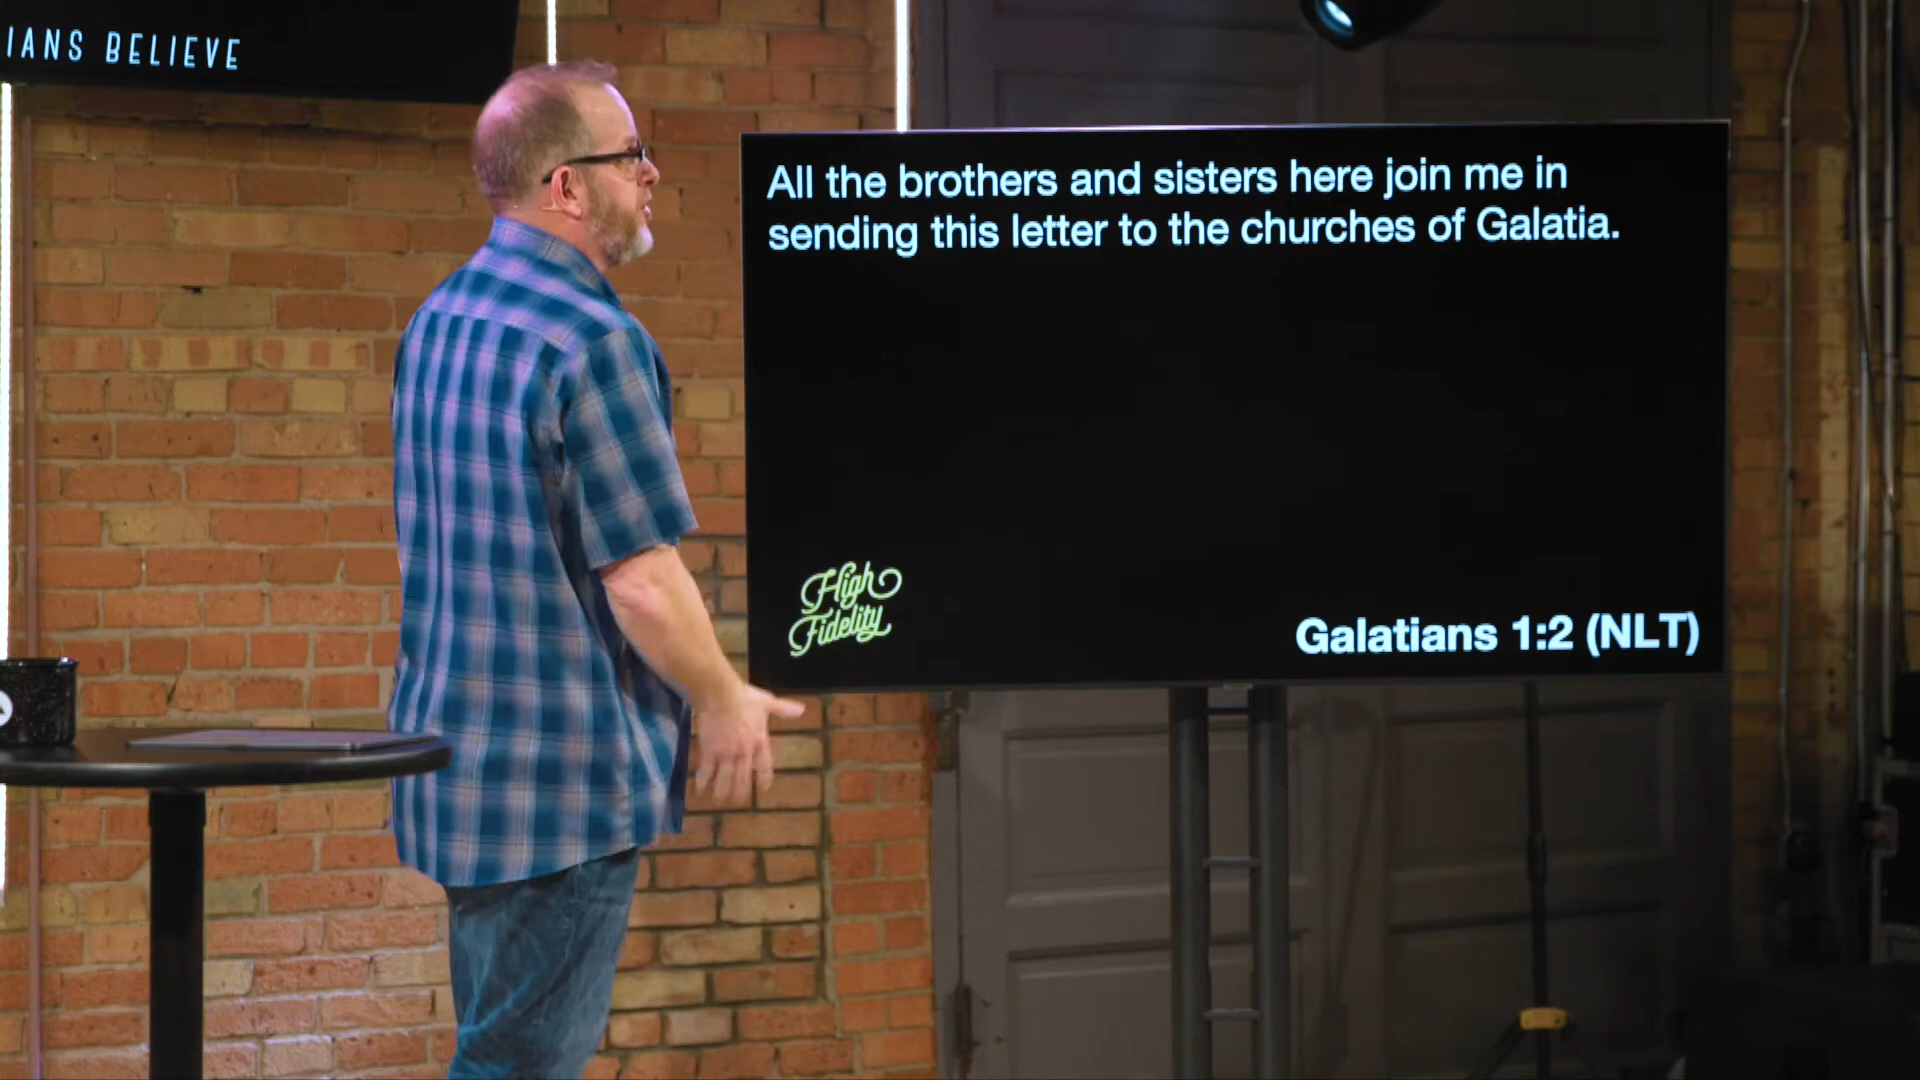 IANS BELIEVE
All the brothers and sisters here join me in
sending this letter to the churches of Galatia.
High
Fidelity
Galatians 1:2 (NLT)